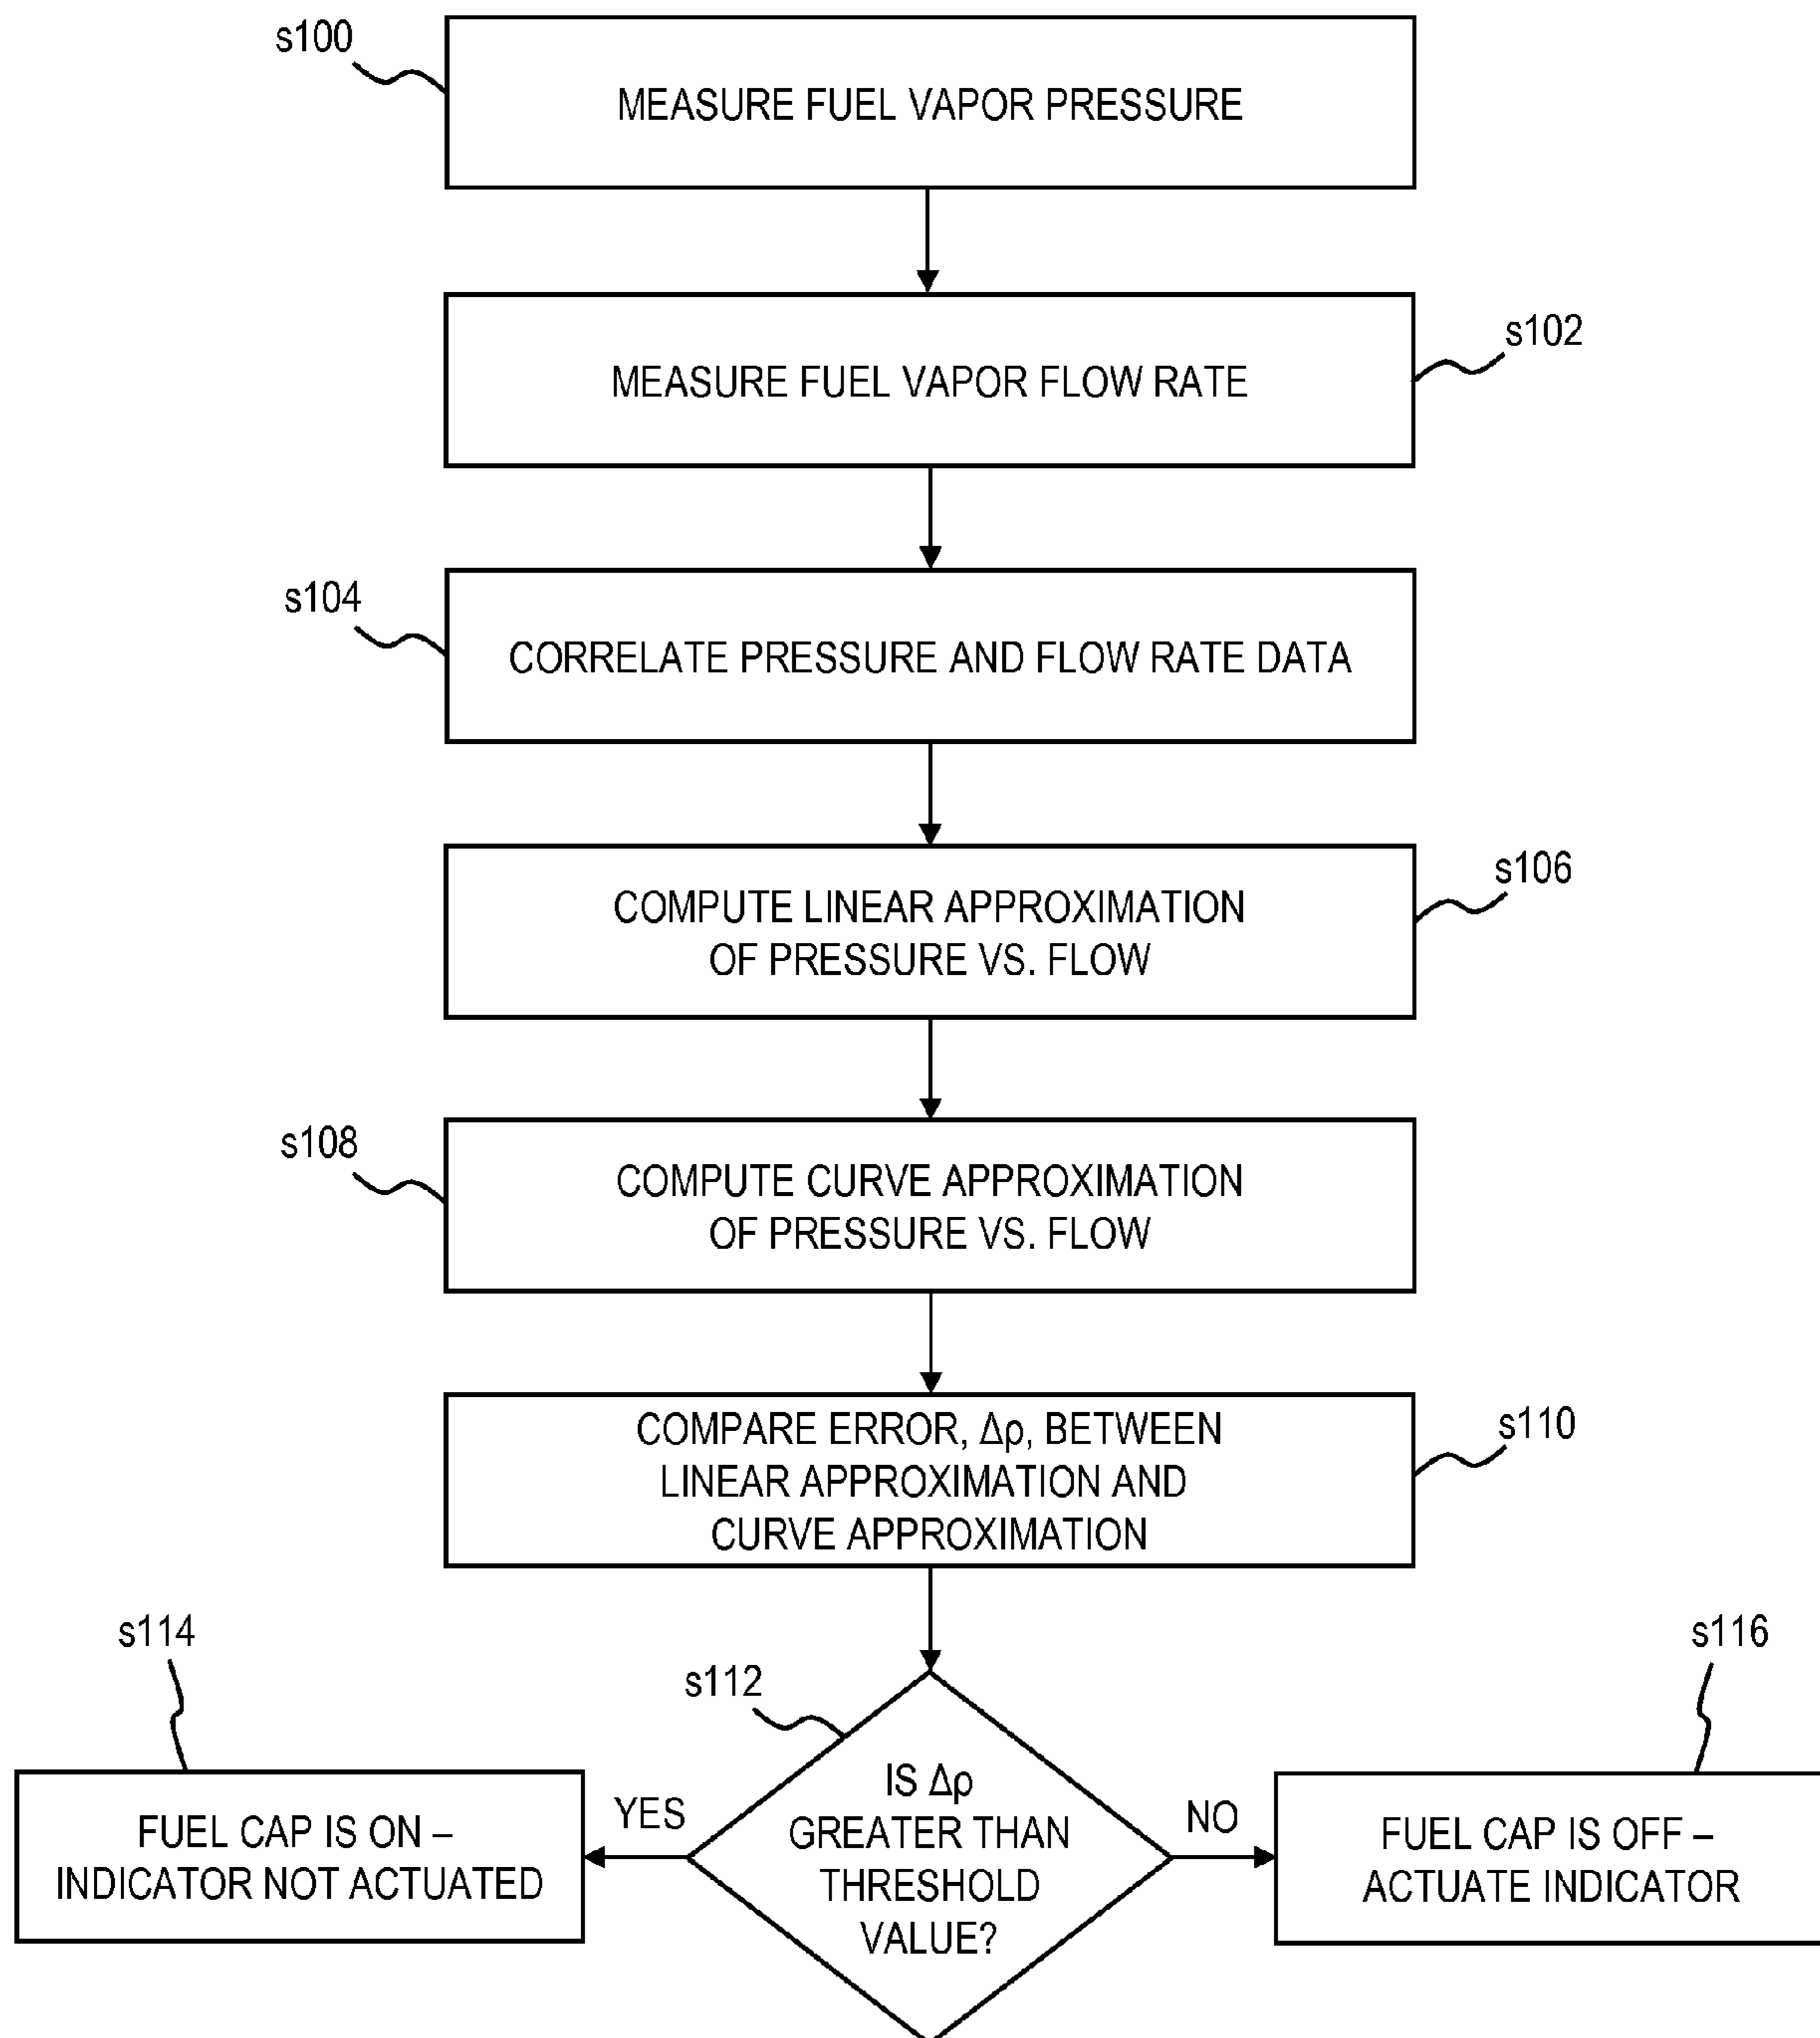 s100
MEASURE FUEL VAPOR PRESSURE
MEASURE FUEL VAPOR FLOW RATE
s102
s104
CORRELATE PRESSURE AND FLOW RATE DATA
COMPUTE LINEAR APPROXIMATION
OF PRESSURE VS. FLOW
s106
s108
COMPUTE CURVE APPROXIMATION
OF PRESSURE VS. FLOW
COMPARE ERROR, Δρ, BETWEEN
LINEAR APPROXIMATION AND
CURVE APPROXIMATION
s110
s112
IS Δρ
GREATER THAN
THRESHOLD
VALUE?
YES
s114
FUEL CAP IS ON –
INDICATOR NOT ACTUATED
NO
s116
FUEL CAP IS OFF –
ACTUATE INDICATOR